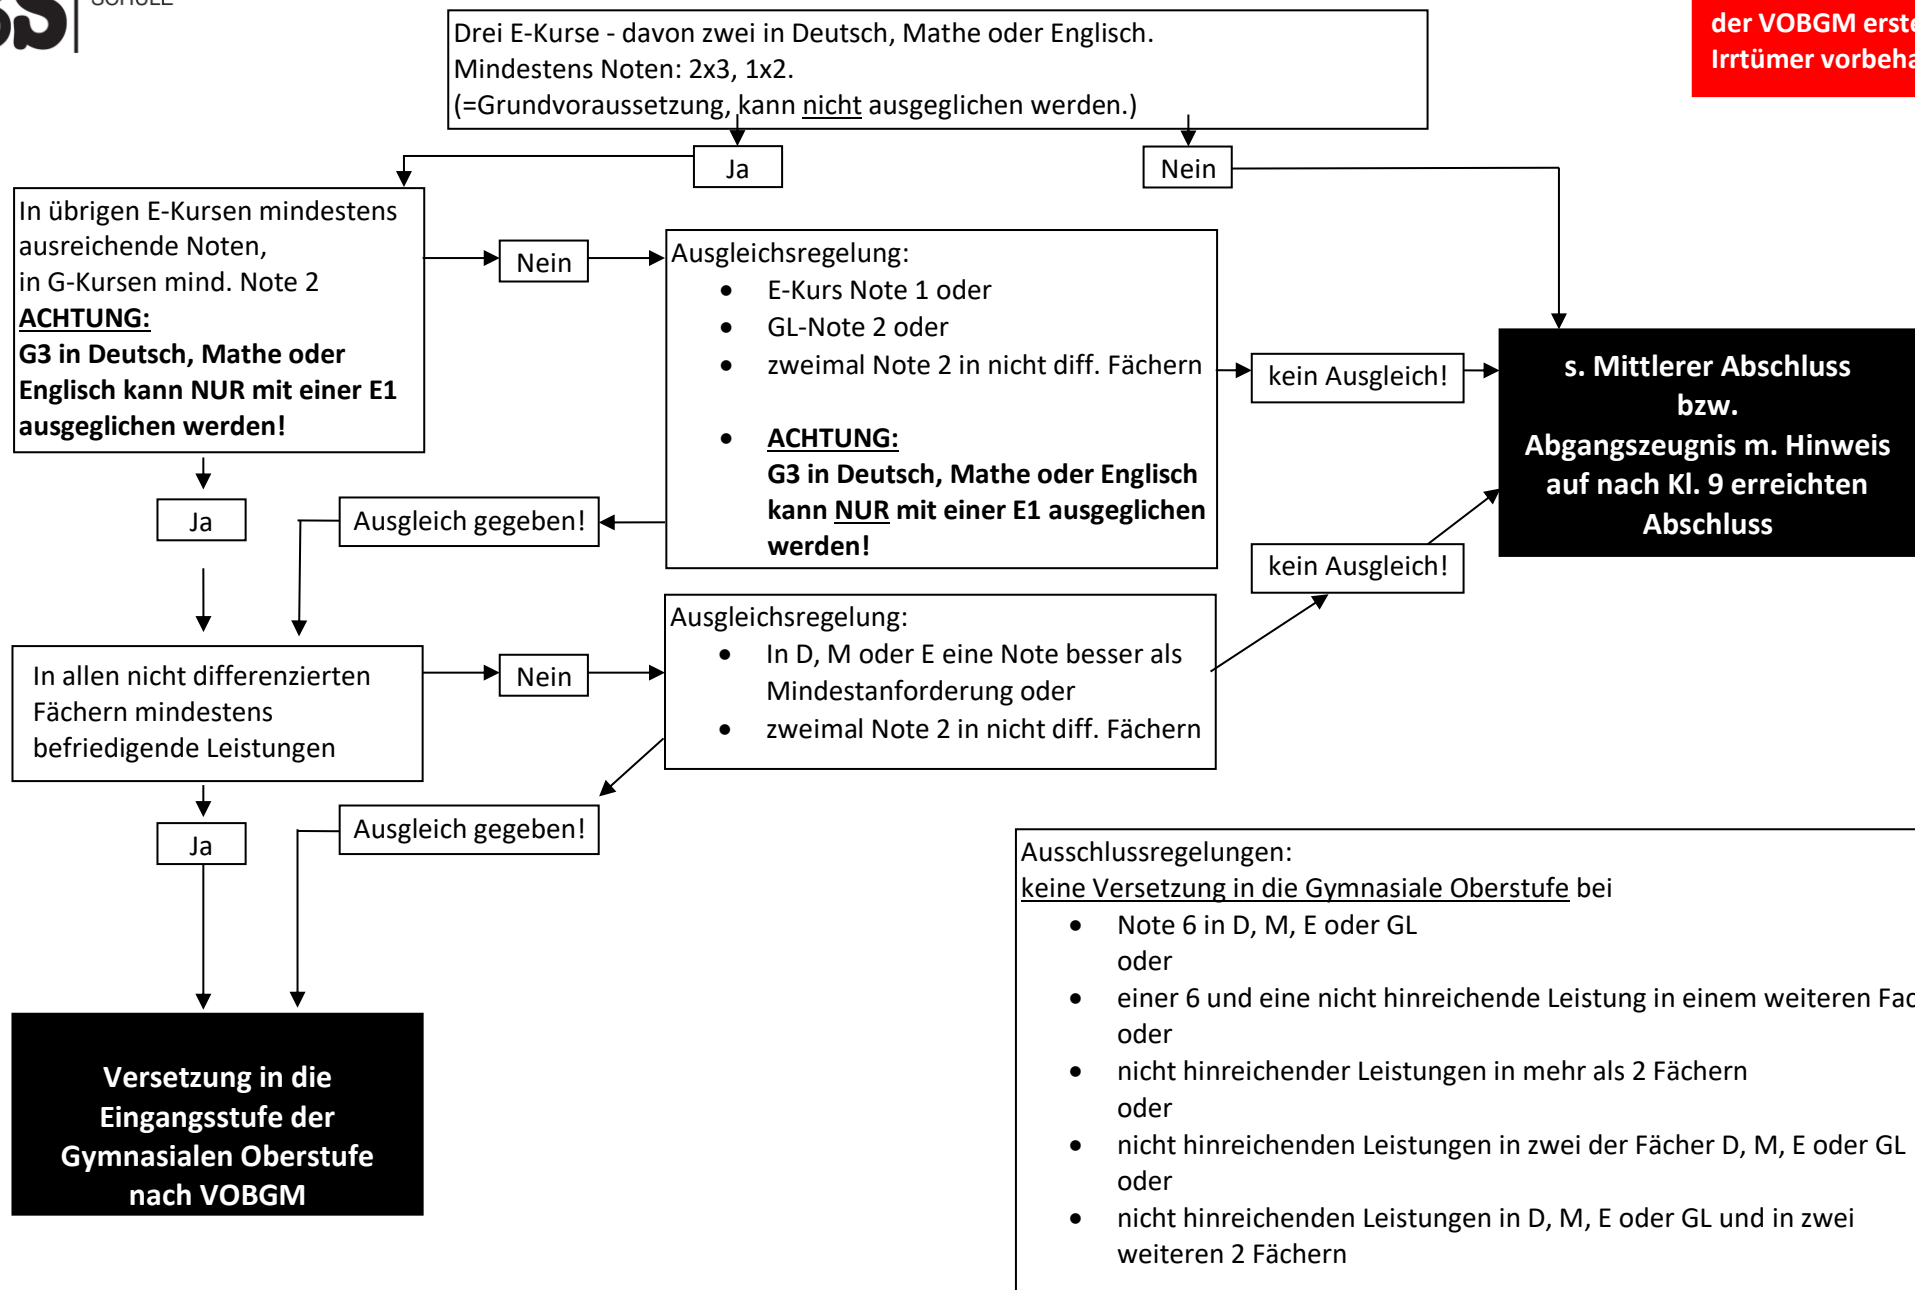 SCHULE
der VOBGM
Irrtümer
Drei E-Kurse - davon zwei in Deutsch, Mathe oder Englisch.
Mindestens Noten: 2x3, 1x2.
(=Grundvoraussetzung, kann nicht ausgeglichen werden.)
Ja
Nein
In übrigen E-Kursen mindestens
ausreichende Noten,
in G-Kursen mind. Note 2
ACHTUNG:
G3 in Deutsch, Mathe oder
Englisch kann NUR mit einer E1
ausgeglichen werden!
Nein
Ausgleichsregelung:
• E-Kurs Note 1 oder
• GL-Note 2 oder
• zweimal Note 2 in nicht diff. Fächern
• ACHTUNG:
G3 in Deutsch, Mathe oder Englisch
kann NUR mit einer E1 ausgeglichen
werden!
kein Ausgleich!
s. Mittlerer Abschluss
bzw.
Abgangszeugnis m. Hinweis
auf nach Kl. 9 erreichten
Abschluss
Ja
Ausgleich gegeben!
kein Ausgleich!
In allen nicht differenzierten
Fächern mindestens
befriedigende Leistungen
Nein
Ausgleichsregelung:
• In D, M oder E eine Note besser als
Mindestanforderung oder
• zweimal Note 2 in nicht diff. Fächern
Ja
Ausgleich gegeben!
Versetzung in die
Eingangsstufe der
Gymnasialen Oberstufe
nach VOBGM
Ausschlussregelungen:
keine Versetzung in die Gymnasiale Oberstufe bei
• Note 6 in D, M, E oder GL
oder
• einer 6 und eine nicht hinreichende Leistung in einem weiteren
oder
• nicht hinreichender Leistungen in mehr als 2 Fächern
oder
• nicht hinreichenden Leistungen in zwei der Fächer D, M, E oder GL
oder
• nicht hinreichenden Leistungen in D, M, E oder GL und in zwei
weiteren 2 Fächern